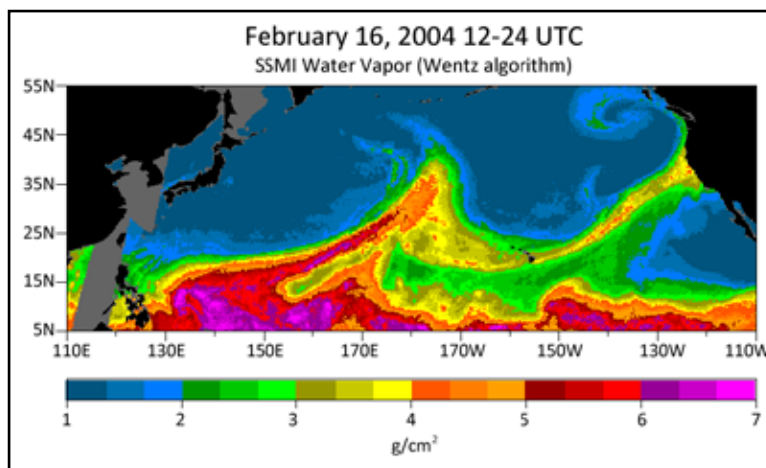 February 16, 2004 12-24 UTC
SSMI Water Vapor (Wentz algorithm)
55N
45N
35N
25N
15N
5N
110E 130E 150E 170E 170W 150W 130W 110W
1 2 3 4 5 6 7
g/cm²